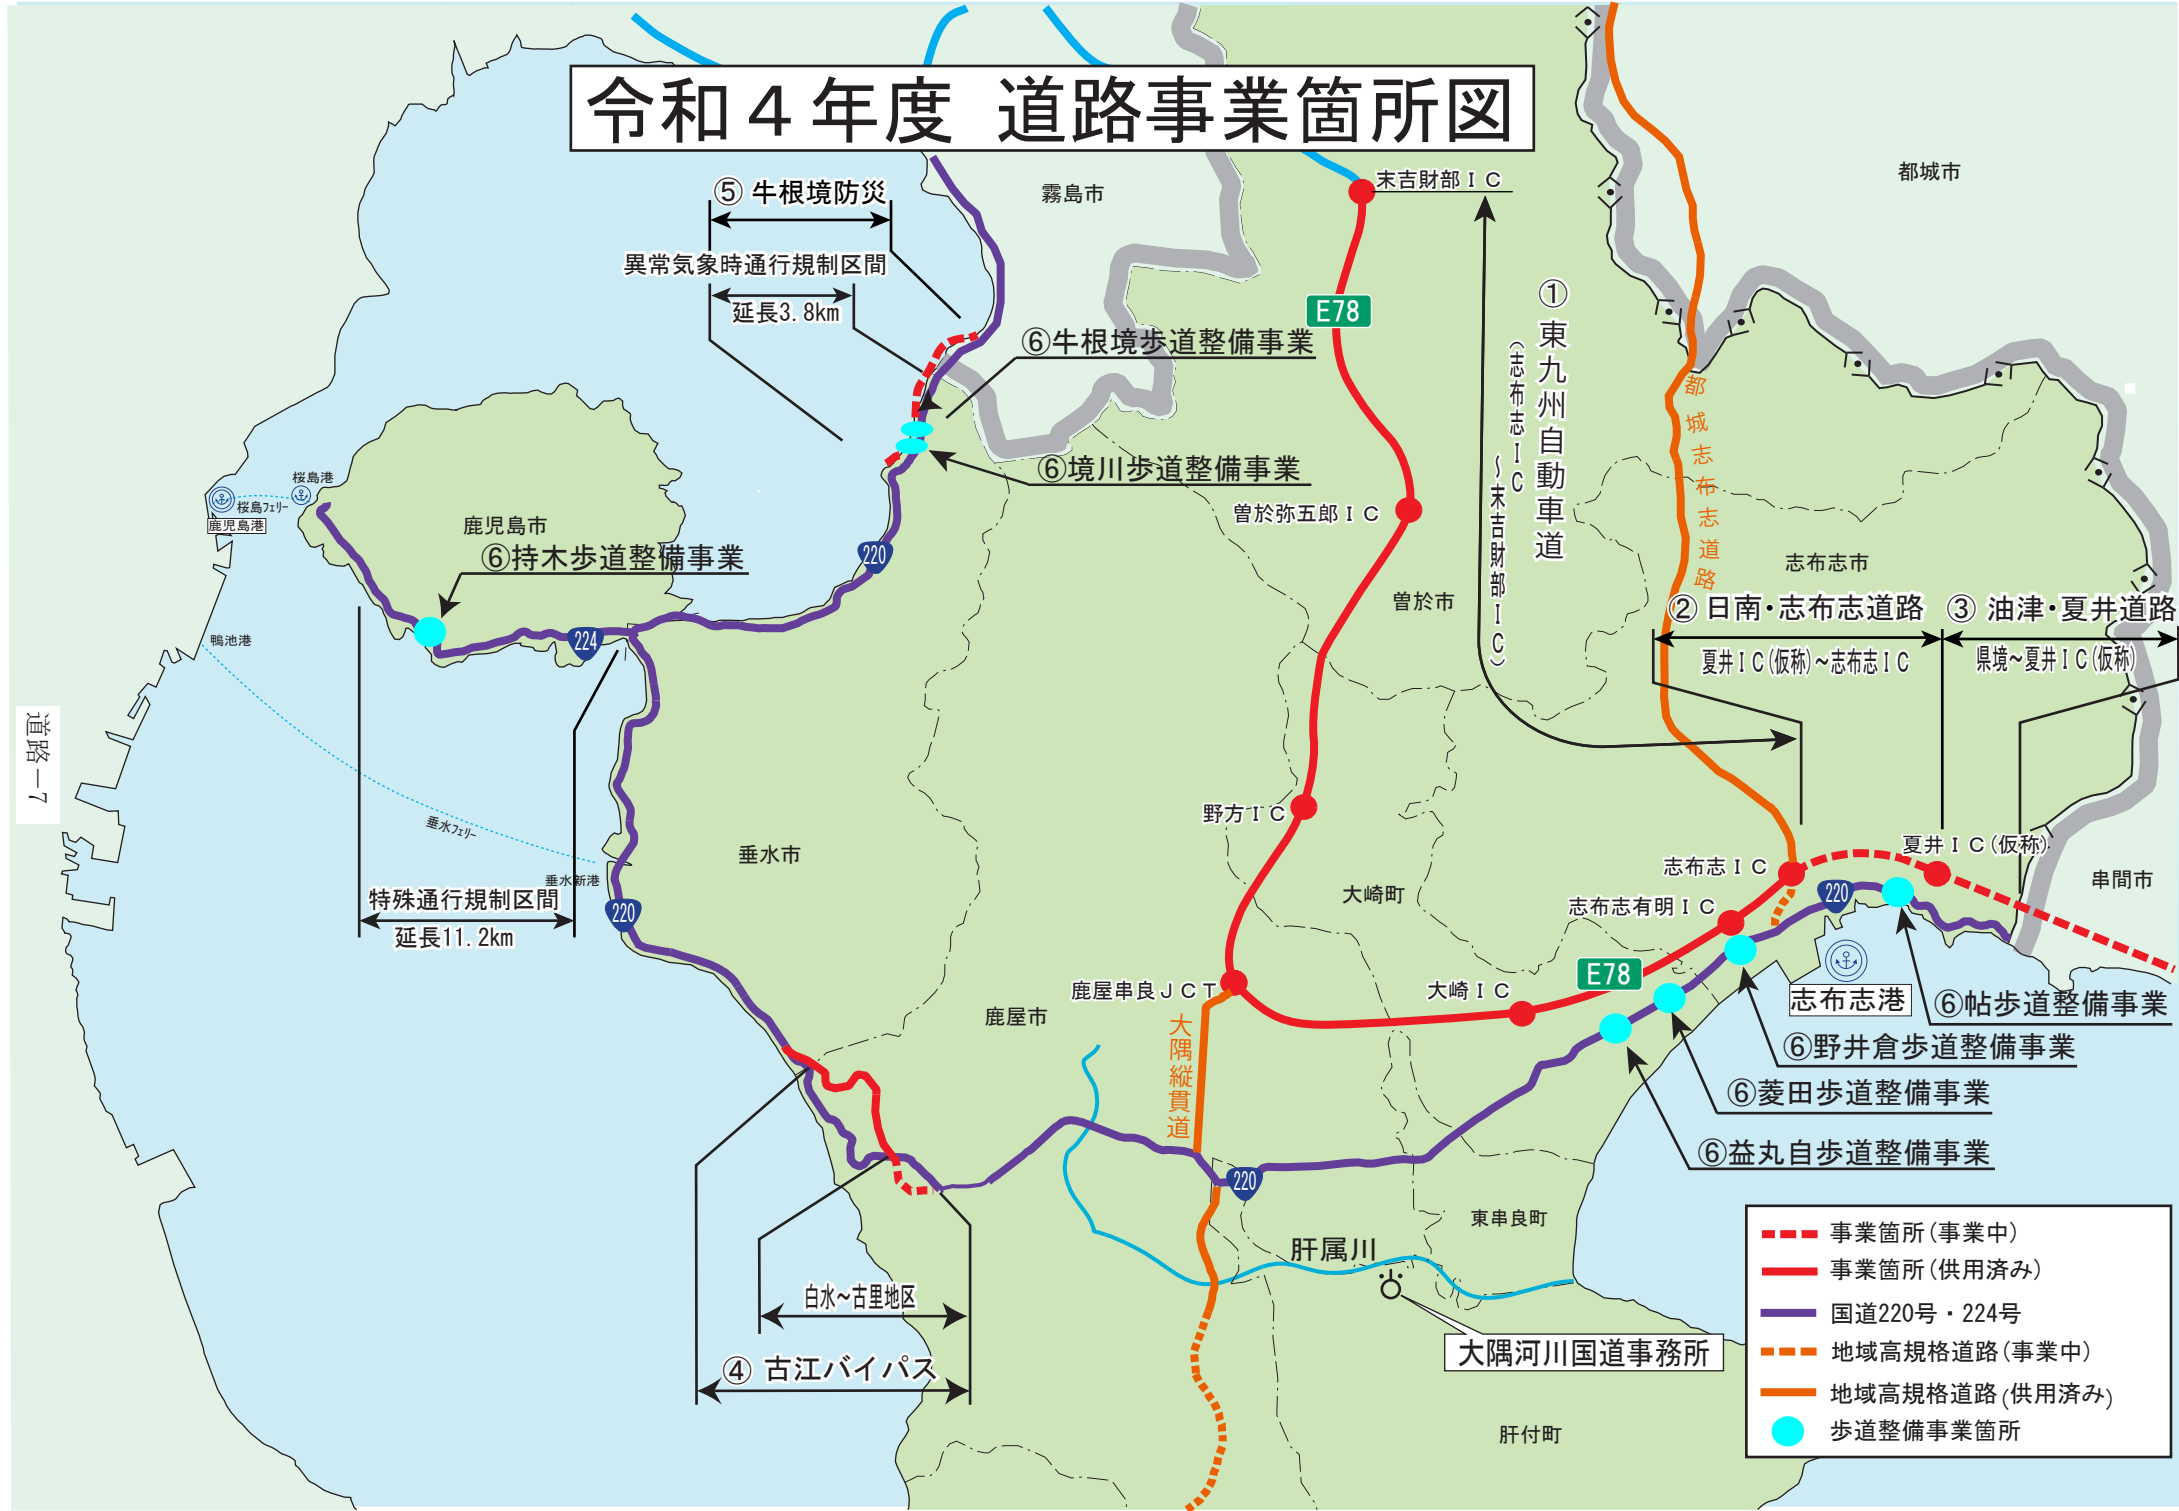 令和４年度 道路事業箇所図
末吉財部ＩＣ
都城市
霧島市
⑤ 牛根境防災
異常気象時通行規制区間
延長3.8km
E78
⑥牛根境歩道整備事業
① 東九州自動車道
（志布志ＩＣ ～末吉財部ＩＣ）
都城志布志道路
⑥境川歩道整備事業
桜島港
桜島フェリー
鹿児島港
曽於弥五郎ＩＣ
鹿児島市
⑥持木歩道整備事業
220
志布志市
曽於市
② 日南・志布志道路
夏井ＩＣ(仮称)～志布志ＩＣ
③ 油津・夏井道路
県境～夏井ＩＣ(仮称)
鴨池港
224
道路－7
野方ＩＣ
垂水フェリー
垂水市
夏井ＩＣ(仮称)
志布志ＩＣ
垂水新港
大崎町
串間市
特殊通行規制区間
延長11.2km
220
220
志布志有明ＩＣ
E78
鹿屋串良ＪＣＴ
大崎ＩＣ
志布志港
⑥帖歩道整備事業
鹿屋市
大隅縦貫道
⑥野井倉歩道整備事業
⑥菱田歩道整備事業
⑥益丸自歩道整備事業
220
東串良町
肝属川
白水～古里地区
④ 古江バイパス
大隅河川国道事務所
肝付町
事業箇所(事業中)
事業箇所(供用済み)
国道220号・224号
地域高規格道路(事業中)
地域高規格道路(供用済み)
歩道整備事業箇所